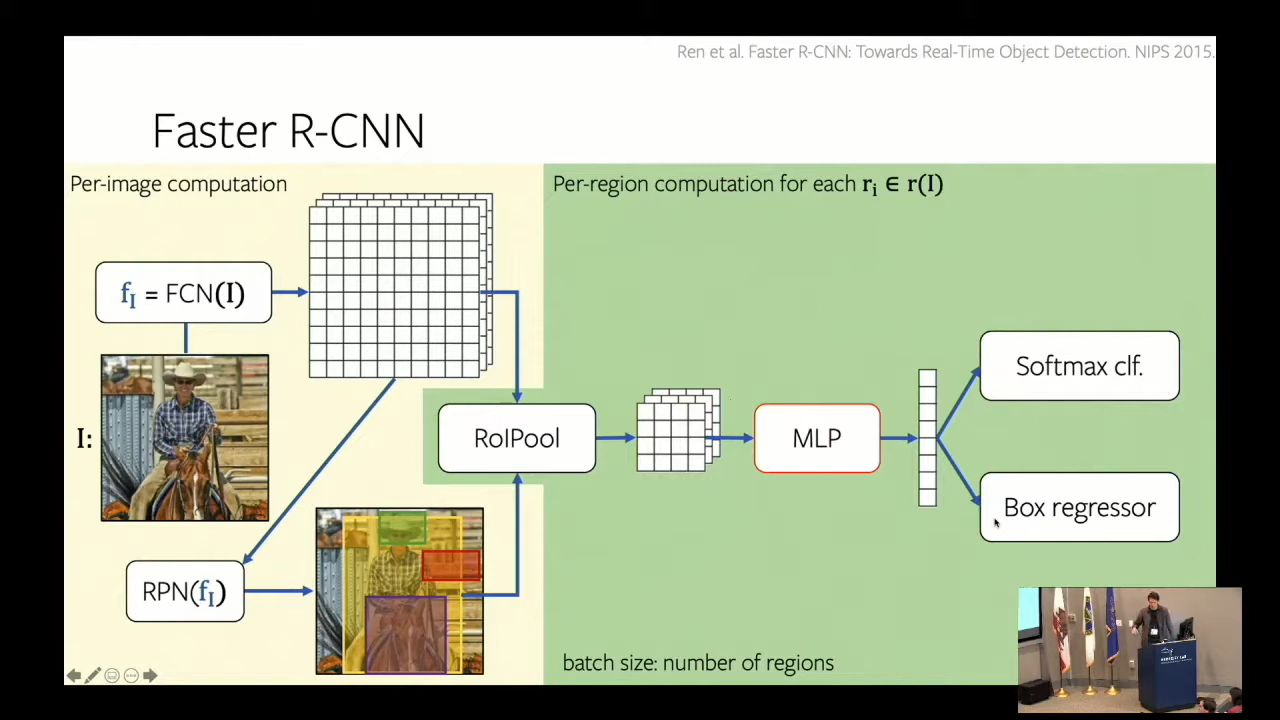 Ren et al. Faster R-CNN: Towards Real-Time Object Detection. NIPS 2015.
Faster R-CNN
Per-image computation
Per-region computation for each rᵢ ∈ r(I)
f_I = FCN(I)
I:
RoIPool
MLP
Softmax clf.
Box regressor
RPN(f_I)
batch size: number of regions